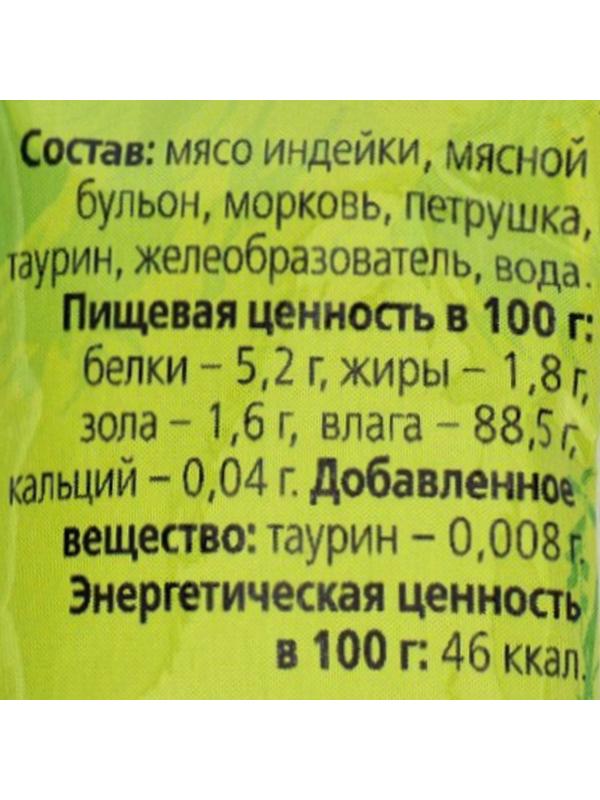 Состав: мясо индейки, мясной
бульон, морковь, петрушка,
таурин, желеобразователь, вода.
Пищевая ценность в 100 г:
белки – 5,2 г, жиры – 1,8 г,
зола – 1,6 г, влага – 88,5 г,
кальций – 0,04 г. Добавленное
вещество: таурин – 0,008 г.
Энергетическая ценность
в 100 г: 46 ккал.